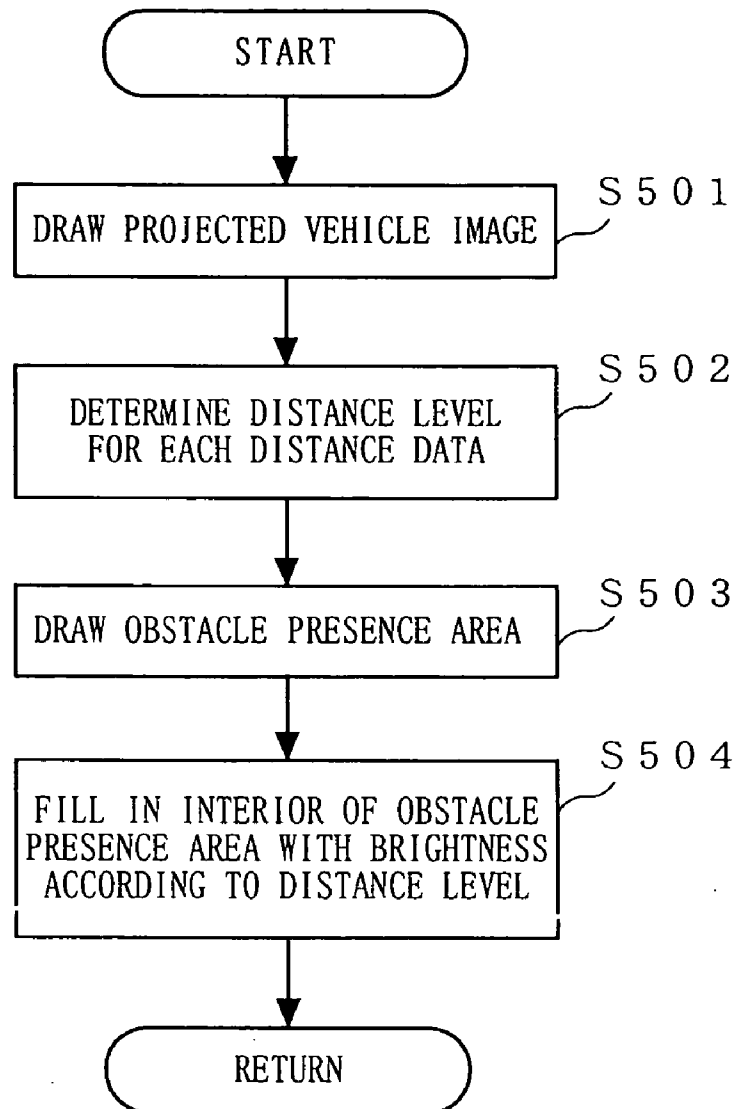 START
S501
DRAW PROJECTED VEHICLE IMAGE
S502
DETERMINE DISTANCE LEVEL
FOR EACH DISTANCE DATA
S503
DRAW OBSTACLE PRESENCE AREA
S504
FILL IN INTERIOR OF OBSTACLE
PRESENCE AREA WITH BRIGHTNESS
ACCORDING TO DISTANCE LEVEL
RETURN